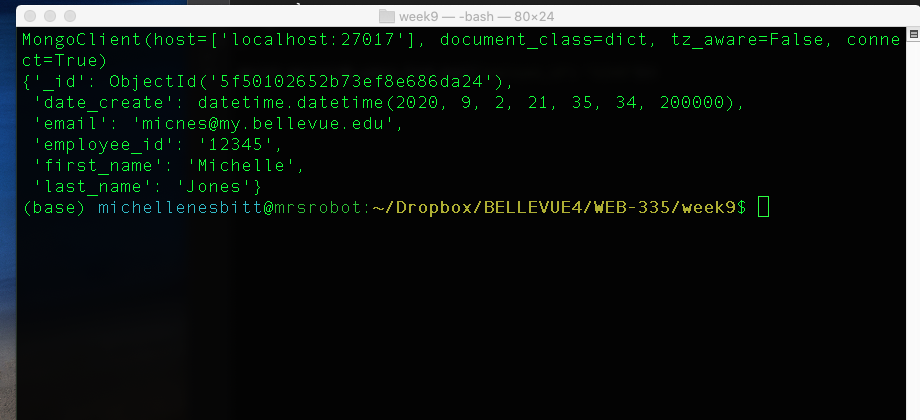 week9 — -bash — 80×24
MongoClient(host=['localhost:27017'], document_class=dict, tz_aware=False, conne
ct=True)
{'_id': ObjectId('5f50102652b73ef8e686da24'),
 'date_create': datetime.datetime(2020, 9, 2, 21, 35, 34, 200000),
 'email': 'micnes@my.bellevue.edu',
 'employee_id': '12345',
 'first_name': 'Michelle',
 'last_name': 'Jones'}
(base) michellenesbitt@mrsrobot:~/Dropbox/BELLEVUE4/WEB-335/week9$